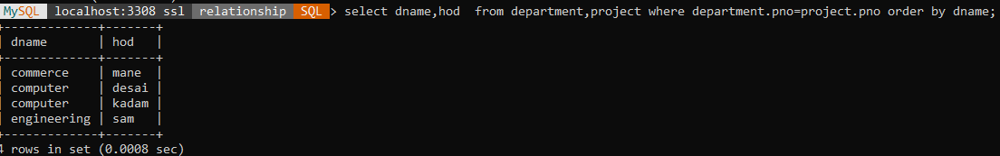 MySQL localhost:3308 ssl relationship SQL > select dname,hod  from department,project where department.pno=project.pno order by dname;
+-------------+-------+
| dname       | hod   |
+-------------+-------+
| commerce    | mane  |
| computer    | desai |
| computer    | kadam |
| engineering | sam   |
+-------------+-------+
4 rows in set (0.0008 sec)